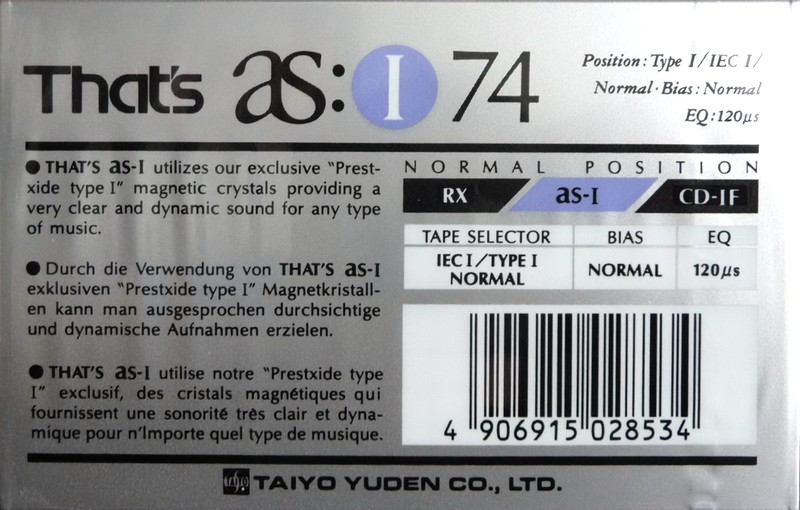 That's as:I 74
Position:Type I/IEC I/
Normal·Bias:Normal
EQ:120µs
● THAT'S as-I utilizes our exclusive "Prest-
xide type I" magnetic crystals providing a
very clear and dynamic sound for any type
of music.
● Durch die Verwendung von THAT'S as-I
exklusiven "Prestxide type I" Magnetkristall-
en kann man ausgesprochen durchsichtige
und dynamische Aufnahmen erzielen.
● THAT'S as-I utilise notre "Prestxide type
I" exclusif, des cristals magnétiques qui
fournissent une sonorité très clair et dyna-
mique pour n'Importe quel type de musique.
NORMAL POSITION
RX as-I CD-IF
TAPE SELECTOR BIAS EQ
IEC I/TYPE I
NORMAL NORMAL 120µs
4 906915 028534
TAIYO YUDEN CO., LTD.